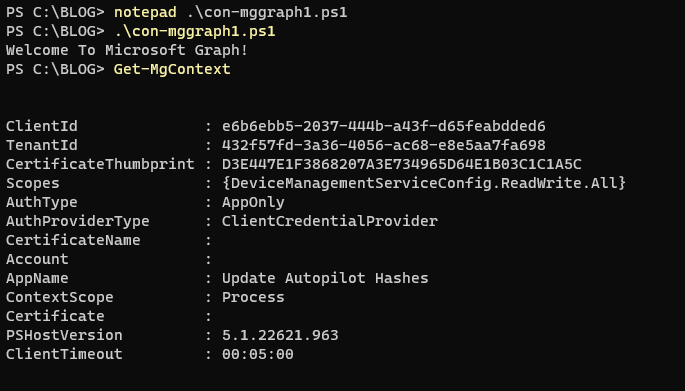 PS C:\BLOG> notepad .\con-mggraph1.ps1
PS C:\BLOG> .\con-mggraph1.ps1
Welcome To Microsoft Graph!
PS C:\BLOG> Get-MgContext
ClientId : e6b6ebb5-2037-444b-a43f-d65feabdded6
TenantId : 432f57fd-3a36-4056-ac68-e8e5aa7fa698
CertificateThumbprint : D3E447E1F3868207A3E734965D64E1B03C1C1A5C
Scopes : {DeviceManagementServiceConfig.ReadWrite.All}
AuthType : AppOnly
AuthProviderType : ClientCredentialProvider
CertificateName :
Account :
AppName : Update Autopilot Hashes
ContextScope : Process
Certificate :
PSHostVersion : 5.1.22621.963
ClientTimeout : 00:05:00